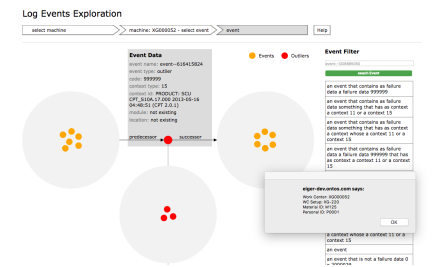 Log Events Exploration
select machine
machine: XG000052 - select event
event
Help
Event Data
event name: event-616415824
event type: outlier
code: 999999
context type: 15
context id: PRODUCT: SCU
CPT_G10A.17.000 2013-05-16
04:48:51 (CPT 2.0.1)
module: not existing
location: not existing
predecessor
successor
Events
Outliers
Event Filter
select Event
an event that contains as failure
data a failure data 999999
an event that contains as failure
data something that has as context
a context 11 or a context 15
an event that contains as failure
data something that has as context
a context whose a context 11 or a
context 15
an event that contains as failure
data a failure data 999999 that has
as context a context 11 or a context
15
eiger-dev.ontos.com says:
Work Center: XG000052
WC Setup: XG-220
Material ID: M125
Personal ID: P0001
OK
a context whose a context 11 or a
context 15
an event
an event that is not a failure data 0